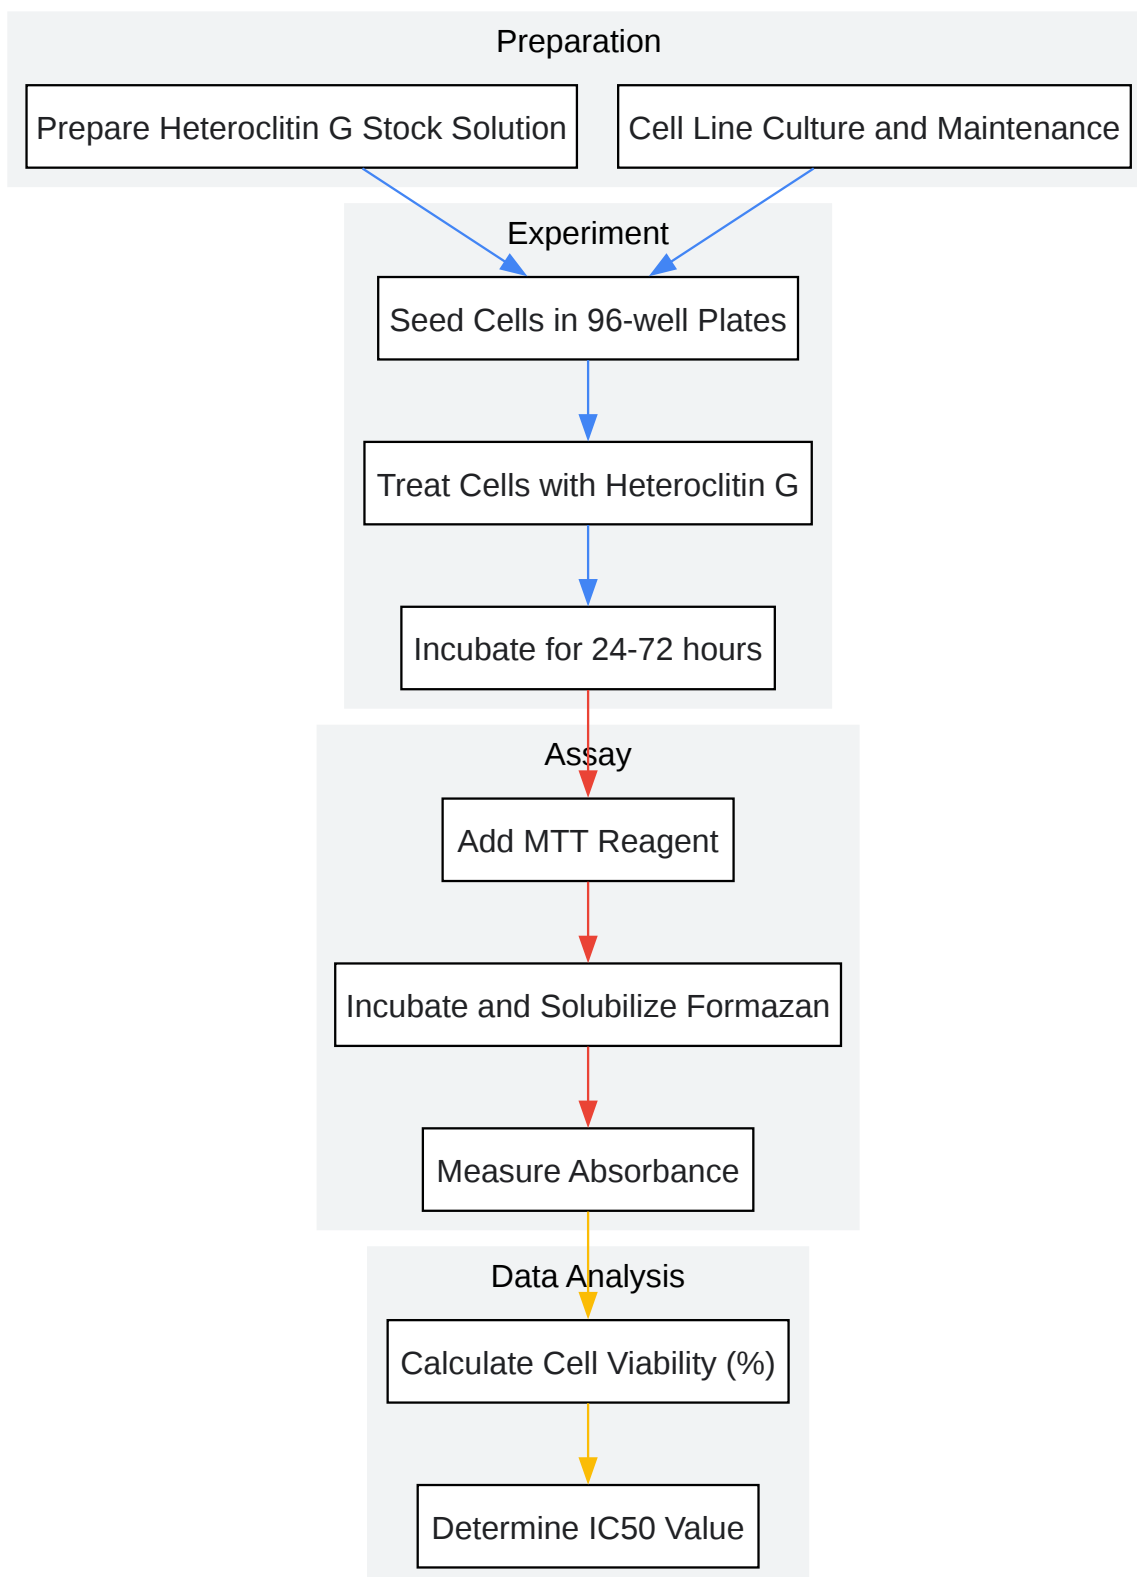 Preparation
Prepare Heteroclitin G Stock Solution
Cell Line Culture and Maintenance
Experiment
Seed Cells in 96-well Plates
Treat Cells with Heteroclitin G
Incubate for 24-72 hours
Assay
Add MTT Reagent
Incubate and Solubilize Formazan
Measure Absorbance
Data Analysis
Calculate Cell Viability (%)
Determine IC50 Value